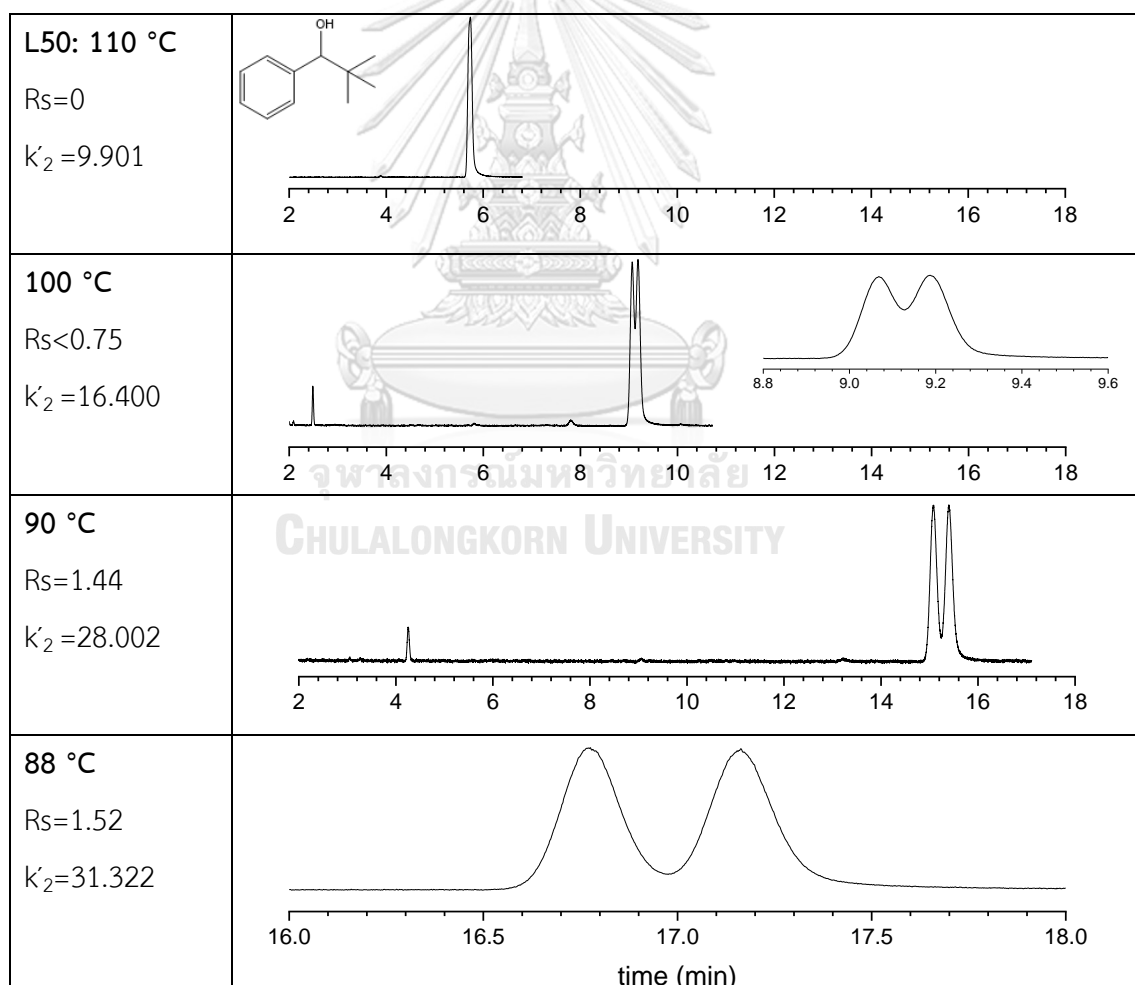 L50: 110 °C
Rs=0
k´2 =9.901
OH
2 4 6 8 10 12 14 16 18
100 °C
Rs<0.75
k´2 =16.400
8.8 9.0 9.2 9.4 9.6
2 4 6 8 10 12 14 16 18
จุฬาลงกรณ์มหาวิทยาลัย
CHULALONGKORN UNIVERSITY
90 °C
Rs=1.44
k´2 =28.002
2 4 6 8 10 12 14 16 18
88 °C
Rs=1.52
k´2=31.322
16.0 16.5 17.0 17.5 18.0
time (min)